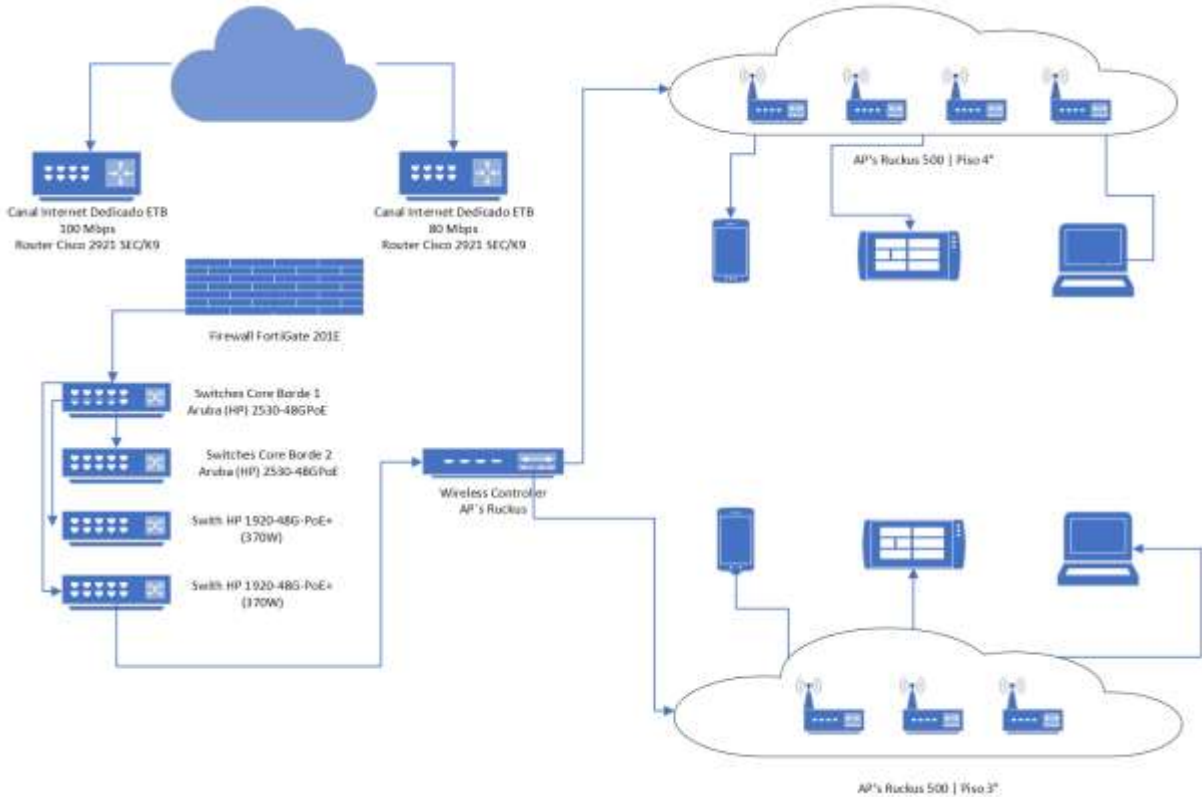 Canal Internet Dedicado ETB
100 Mbps
Router Cisco 2921 SEC/K9
Canal Internet Dedicado ETB
80 Mbps
Router Cisco 2921 SEC/K9
AP's Ruckus 500 | Piso 4°
Firewall FortiGate 201E
Switches Core Borde 1
Aruba (HP) 2530-48GPoE
Switches Core Borde 2
Aruba (HP) 2530-48GPoE
Wireless Controller
AP`s Ruckus
Swith HP 1920-48G-PoE+
(370W)
Swith HP 1920-48G-PoE+
(370W)
AP's Ruckus 500 | Piso 3°